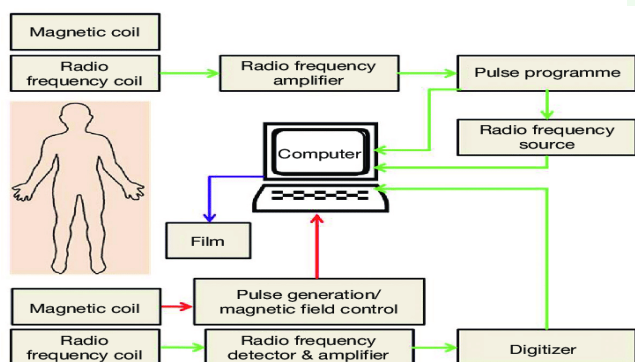 Magnetic coil
Radio
frequency coil
Radio frequency
amplifier
Pulse programme
Radio frequency
source
Computer
Film
Magnetic coil
Pulse generation/
magnetic field control
Radio
frequency coil
Radio frequency
detector & amplifier
Digitizer